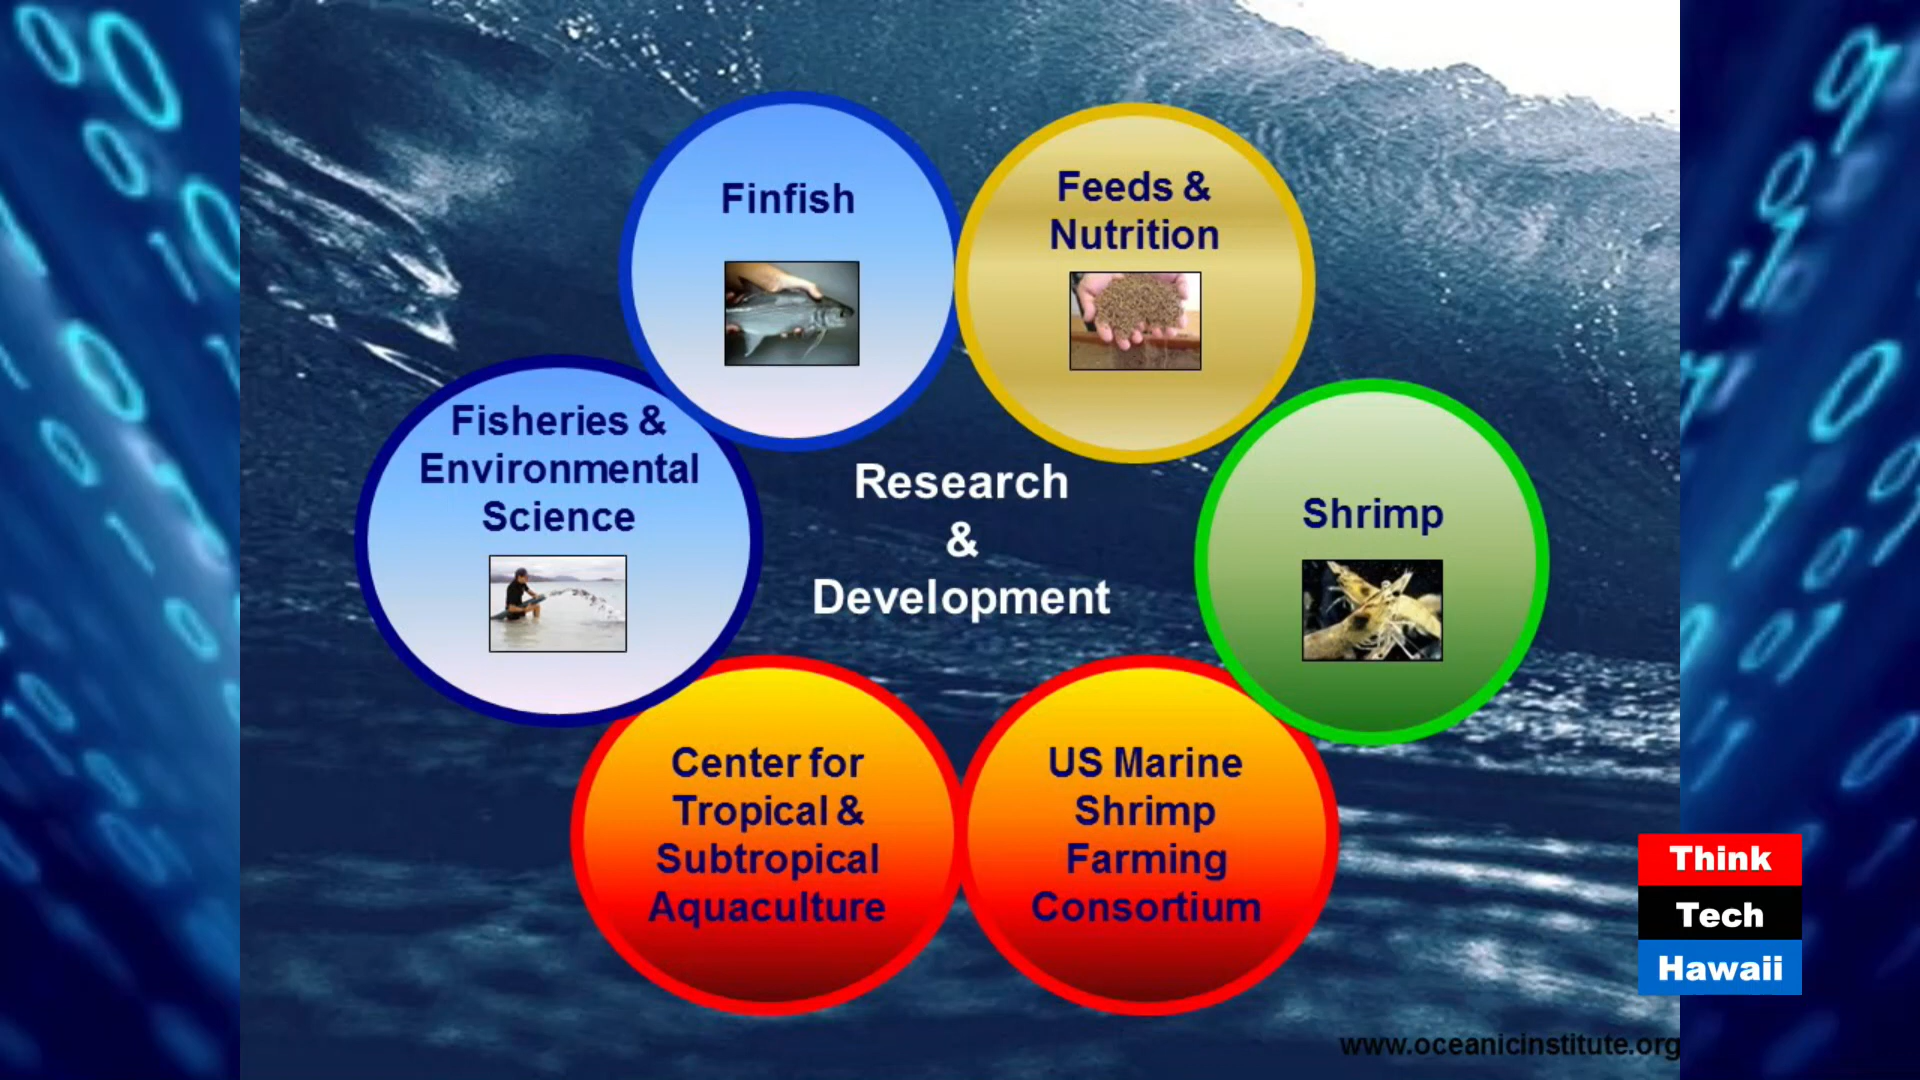 Finfish
Feeds &
Nutrition
Fisheries &
Environmental
Science
Research
&
Development
Shrimp
Center for
Tropical &
Subtropical
Aquaculture
US Marine
Shrimp
Farming
Consortium
Think
Tech
Hawaii
www.oceanicinstitute.org